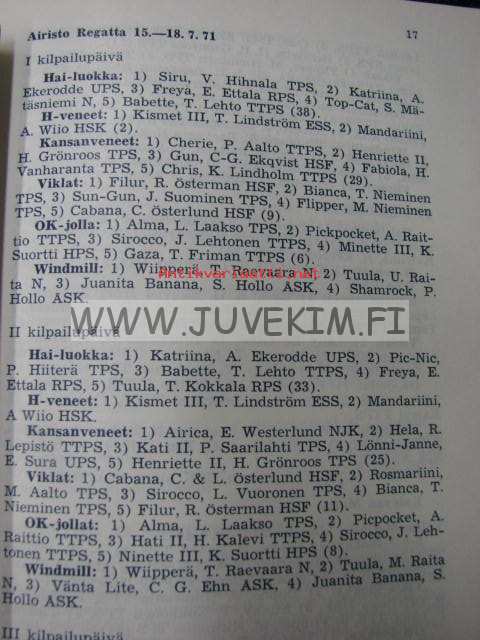 Airisto Regatta 15.—18.7.71 17
I kilpailupäivä
Hai-luokka: 1) Siru, V. Hihnala TPS, 2) Katriina, A.
Ekerodde UPS, 3) Freya, E. Ettala RPS, 4) Top-Cat, S. Mä-
täsniemi N, 5) Babette, T. Lehto TTPS (38).
H-veneet: 1) Kismet III, T. Lindström ESS, 2) Mandariini,
A. Wiio HSK (2).
Kansanveneet: 1) Cherie, P. Aalto TTPS, 2) Henriette II,
H. Grönroos TPS, 3) Gun, C-G. Ekqvist HSF, 4) Fabiola, H.
Vanharanta TPS, 5) Chris, K. Lindholm TTPS (29).
Viklat: 1) Filur, R. österman HSF, 2) Bianca, T. Nieminen
TPS, 3) Sun-Gun, J. Suominen TPS, 4) Flipper, M. Nieminen
TPS, 5) Cabana, C. österlund HSF (9).
OK-jolla: 1) Alma, L. Laakso TPS, 2) Pickpocket, A. Rait-
tio TTPS, 3) Sirocco, J. Lehtonen TTPS, 4) Minette III, K.
Suortti HPS, 5) Gaza, T. Friman TTPS (6).
Windmill: 1) Wiipperä, T. Raevaara N, 2) Tuula, U. Rai-
ta N, 3) Juanita Banana, S. Hollo ASK, 4) Shamrock, P.
Hollo ASK.
WWW.JUVEKIM.FI
II kilpailupäivä
Hai-luokka: 1) Katriina, A. Ekerodde UPS, 2) Pic-Nic,
P. Hiiterä TPS, 3) Babette, T. Lehto TTPS, 4) Freya, E.
Ettala RPS, 5) Tuula, T. Kokkala RPS (33).
H-veneet: 1) Kismet III, T. Lindström ESS, 2) Mandariini,
A Wiio HSK.
Kansanveneet: 1) Airica, E. Westerlund NJK, 2) Hela, R.
Lepistö TTPS, 3) Kati II, P. Saarilahti TPS, 4) Lönni-Janne,
E. Sura UPS, 5) Henriette II, H. Grönroos TPS (25).
Viklat: 1) Cabana, C. & L. österlund HSF, 2) Rosmariini,
M. Aalto TPS, 3) Sirocco, L. Vuoronen TPS, 4) Bianca, T.
Nieminen TPS, 5) Filur, R. österman HSF (11).
OK-jollat: 1) Alma, L. Laakso TPS, 2) Picpocket, A.
Raittio TTPS, 3) Hati II, H. Kalevi TTPS, 4) Sirocco, J. Leh-
tonen TTPS, 5) Ninette III, K. Suortti HPS (8).
Windmill: 1) Wiipperä, T. Raevaara N, 2) Tuula, M. Raita
N, 3) Vänta Lite, C. G. Ehn ASK, 4) Juanita Banana, S.
Hollo ASK.
III kilpailupäivä